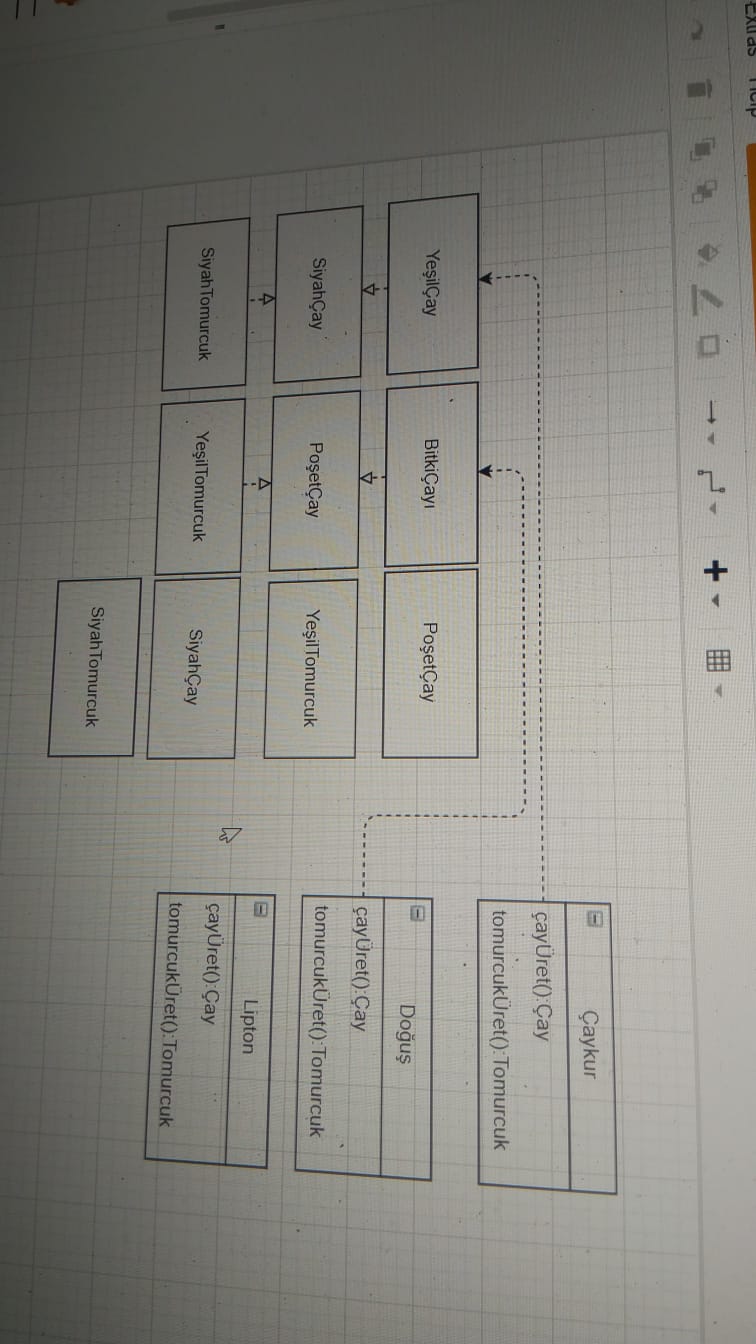 Extras Help
YeşilÇay
BitkiÇayı
PoşetÇay
SiyahÇay
PoşetÇay
YeşilTomurcuk
SiyahTomurcuk
YeşilTomurcuk
SiyahÇay
SiyahTomurcuk
Çaykur
çayÜret():Çay
tomurcukÜret():Tomurcuk
Doğuş
çayÜret():Çay
tomurcukÜret():Tomurcuk
Lipton
çayÜret():Çay
tomurcukÜret():Tomurcuk